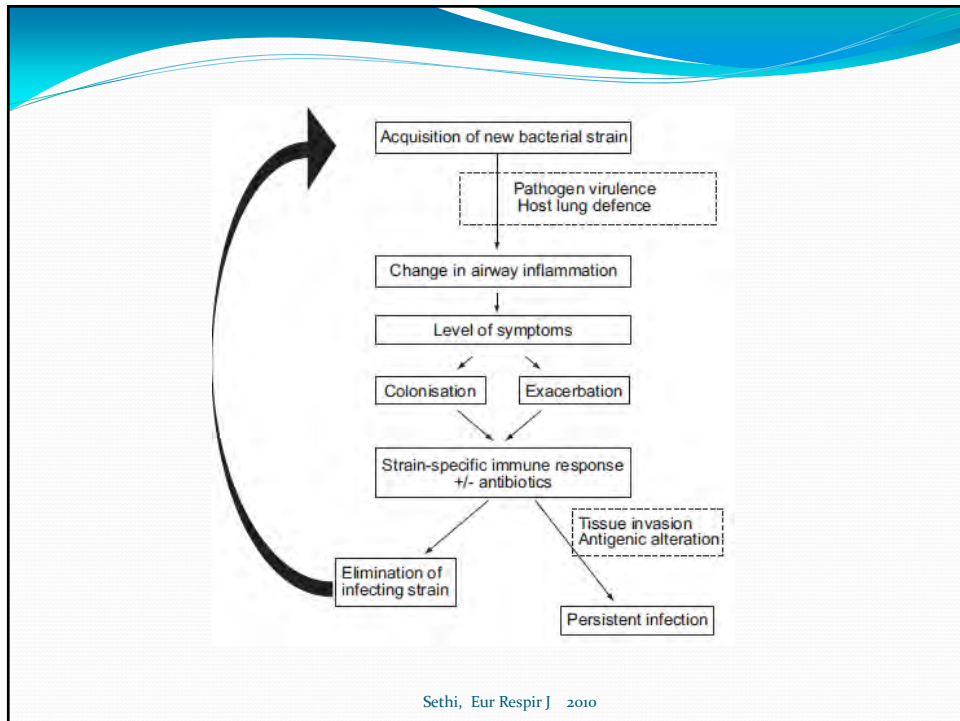 Acquisition of new bacterial strain
Pathogen virulence
Host lung defence
Change in airway inflammation
Level of symptoms
Colonisation
Exacerbation
Strain-specific immune response
+/- antibiotics
Tissue invasion
Antigenic alteration
Elimination of
infecting strain
Persistent infection
Sethi, Eur Respir J 2010